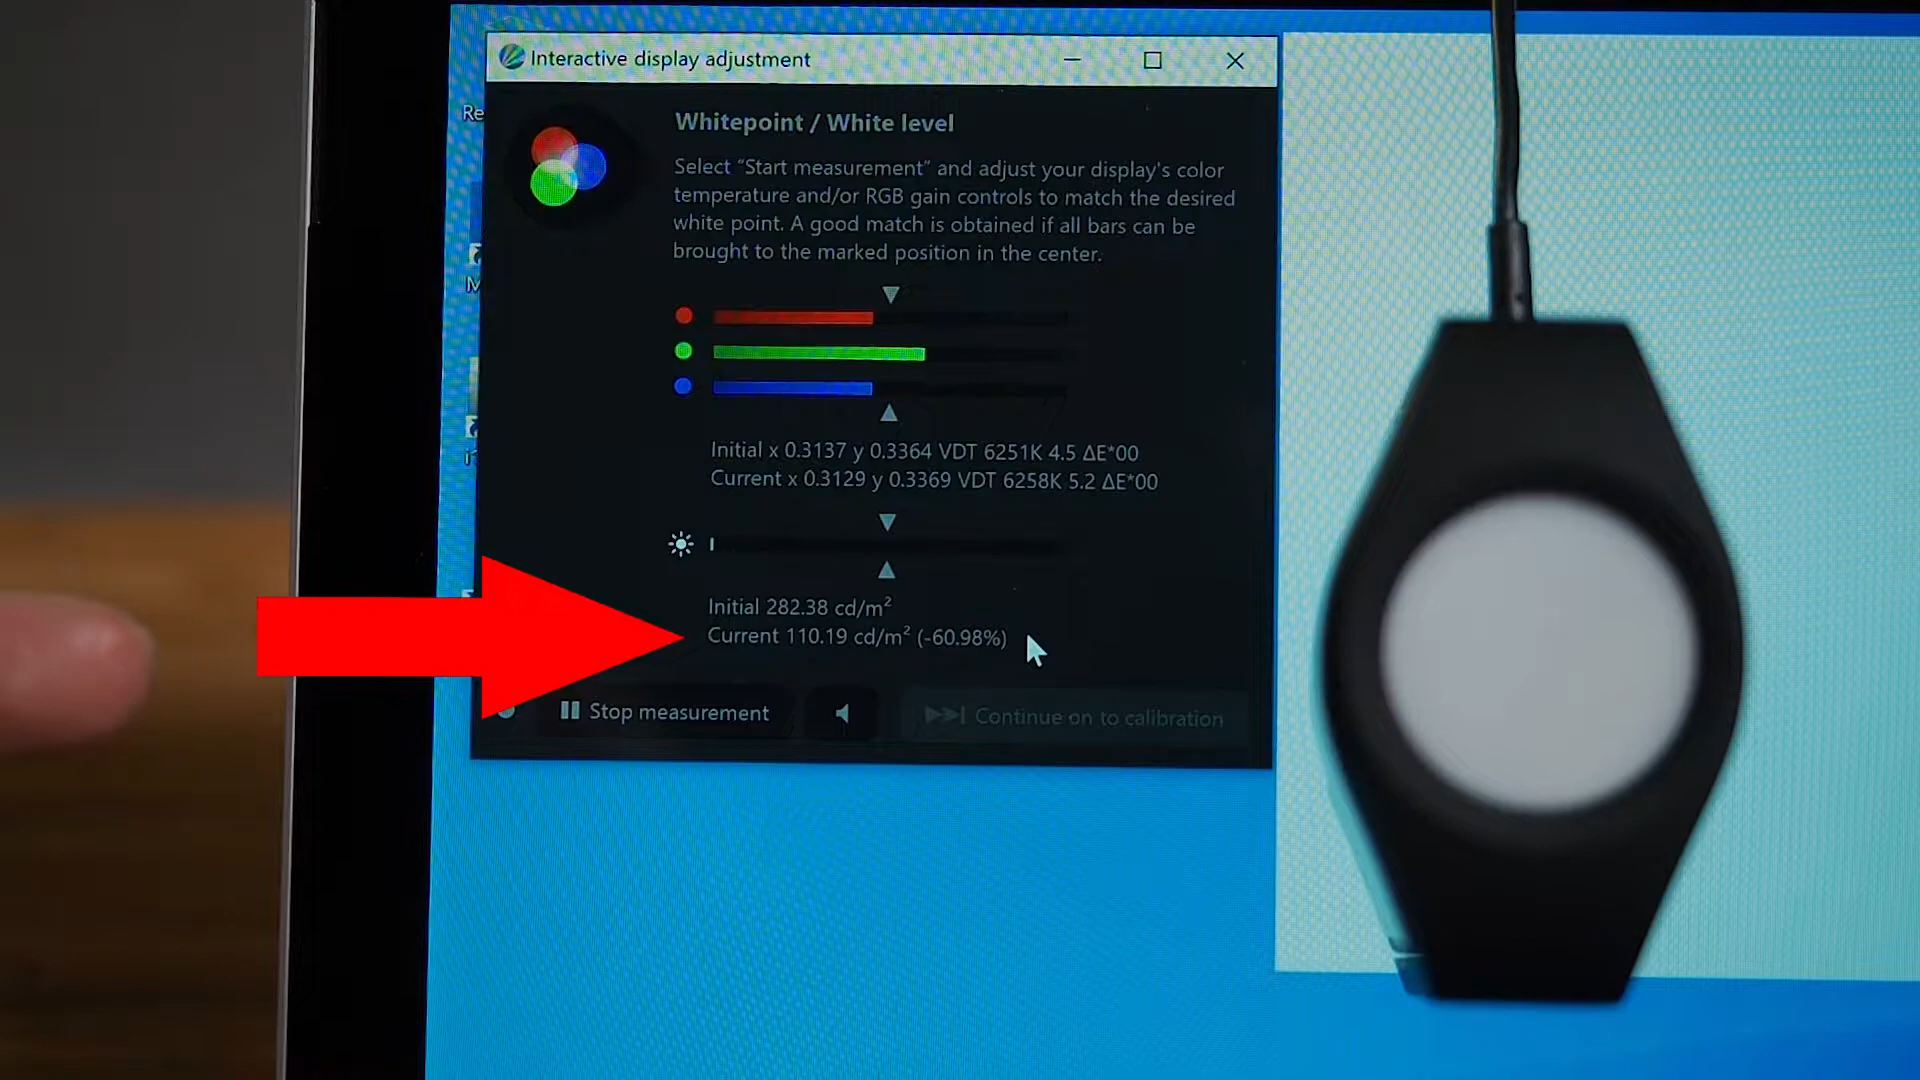 Interactive display adjustment
Re
Whitepoint / White level
Select “Start measurement” and adjust your display's color
temperature and/or RGB gain controls to match the desired
white point. A good match is obtained if all bars can be
brought to the marked position in the center.
M
Initial x 0.3137 y 0.3364 VDT 6251K 4.5 ΔE*00
Current x 0.3129 y 0.3369 VDT 6258K 5.2 ΔE*00
Initial 282.38 cd/m²
Current 110.19 cd/m² (-60.98%)
Stop measurement
Continue on to calibration